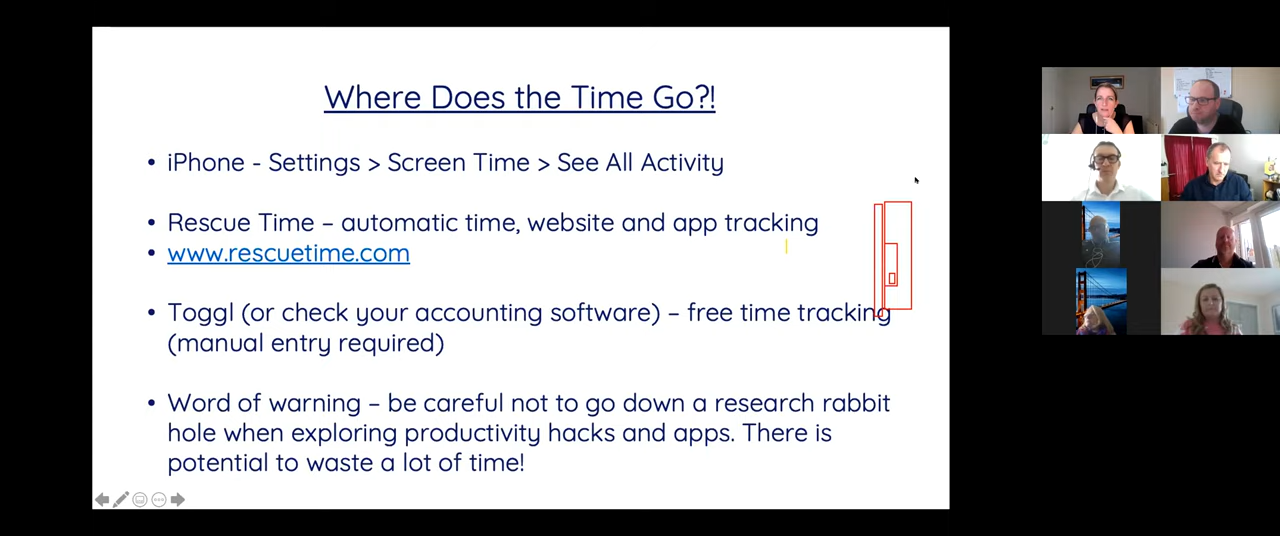 Where Does the Time Go?!
• iPhone - Settings > Screen Time > See All Activity
• Rescue Time – automatic time, website and app tracking
• www.rescuetime.com
• Toggl (or check your accounting software) – free time tracking
(manual entry required)
• Word of warning – be careful not to go down a research rabbit
hole when exploring productivity hacks and apps. There is
potential to waste a lot of time!